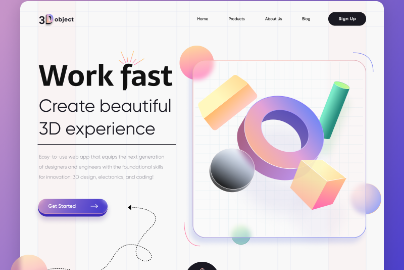 3D object
Home Products About Us Blog Sign Up
Work fast
Create beautiful
3D experience
Easy-to-use web app that equips the next generation
of designers and engineers with the foundational skills
for innovation: 3D design, electronics, and coding!
Get Started